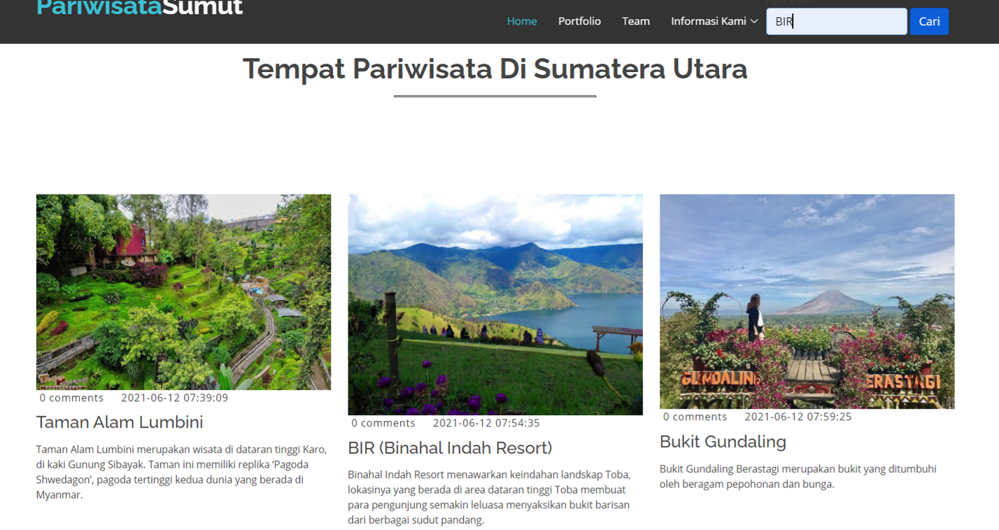 PariwisataSumut
Pencarian
Home Portfolio Team Informasi Kami BIR Cari
Tempat Pariwisata Di Sumatera Utara
GUNDALING BERASTAGI
0 comments 2021-06-12 07:39:09
Taman Alam Lumbini
Taman Alam Lumbini merupakan wisata di dataran tinggi Karo,
di kaki Gunung Sibayak. Taman ini memiliki replika ‘Pagoda
Shwedagon’, pagoda tertinggi kedua dunia yang berada di
Myanmar.
0 comments 2021-06-12 07:54:35
BIR (Binahal Indah Resort)
Binahal Indah Resort menawarkan keindahan landskap Toba,
lokasinya yang berada di area dataran tinggi Toba membuat
para pengunjung semakin leluasa menyaksikan bukit barisan
dari berbagai sudut pandang.
0 comments 2021-06-12 07:59:25
Bukit Gundaling
Bukit Gundaling Berastagi merupakan bukit yang ditumbuhi
oleh beragam pepohonan dan bunga.